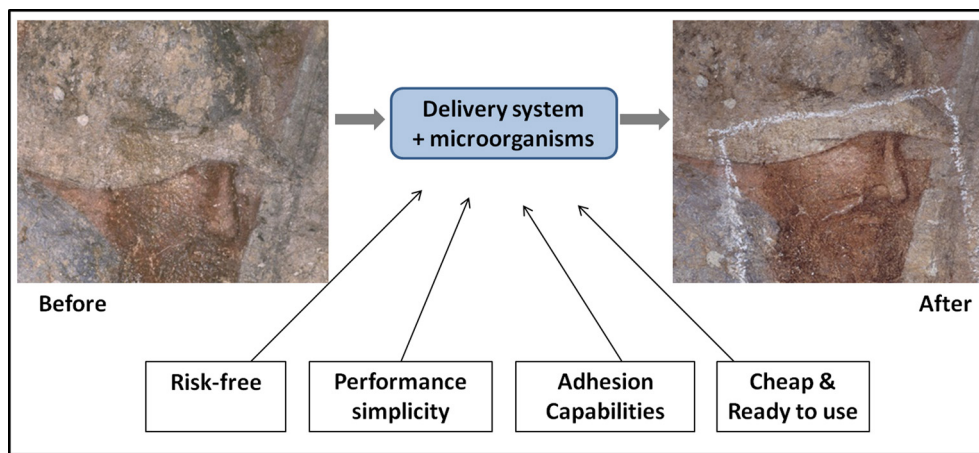 Delivery system
+ microorganisms
Before
After
Risk-free
Performance
simplicity
Adhesion
Capabilities
Cheap &
Ready to use